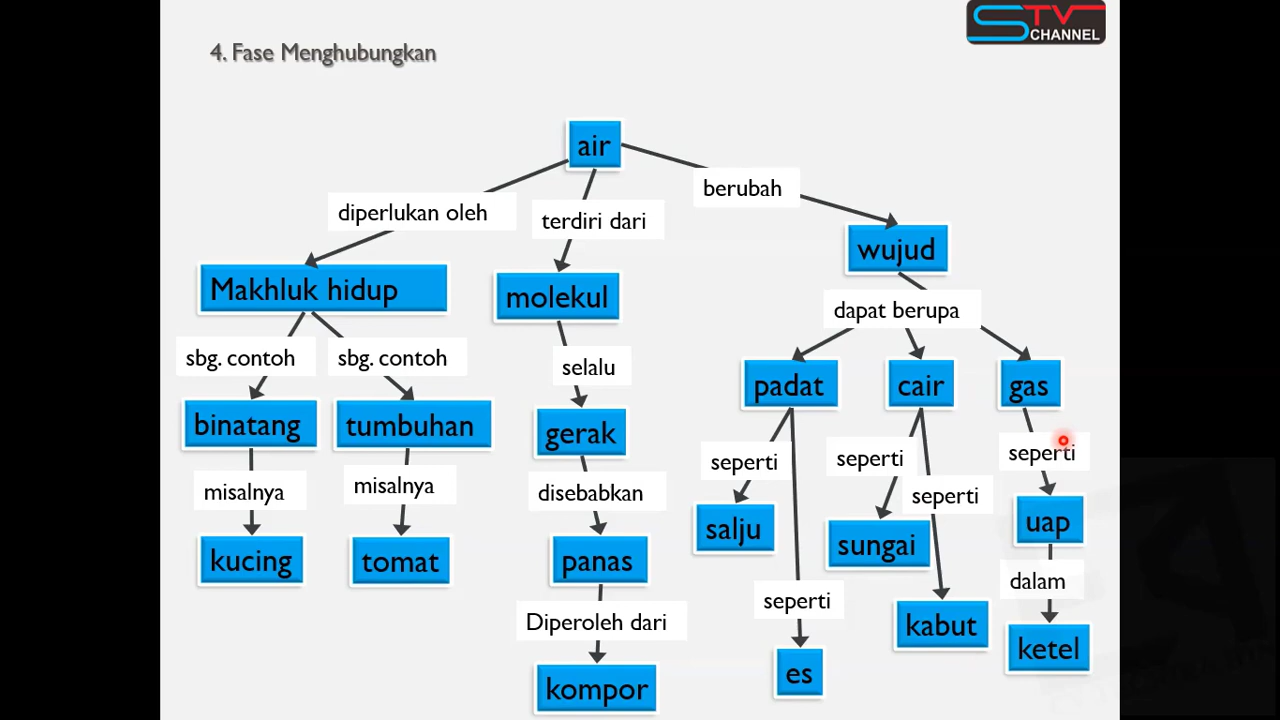 STV
CHANNEL
4. Fase Menghubungkan
air
berubah
diperlukan oleh
terdiri dari
wujud
Makhluk hidup
molekul
dapat berupa
sbg. contoh
sbg. contoh
selalu
padat
cair
gas
binatang
tumbuhan
gerak
seperti
seperti
seperti
misalnya
misalnya
disebabkan
seperti
salju
sungai
uap
kucing
tomat
panas
dalam
seperti
Diperoleh dari
kabut
ketel
kompor
es